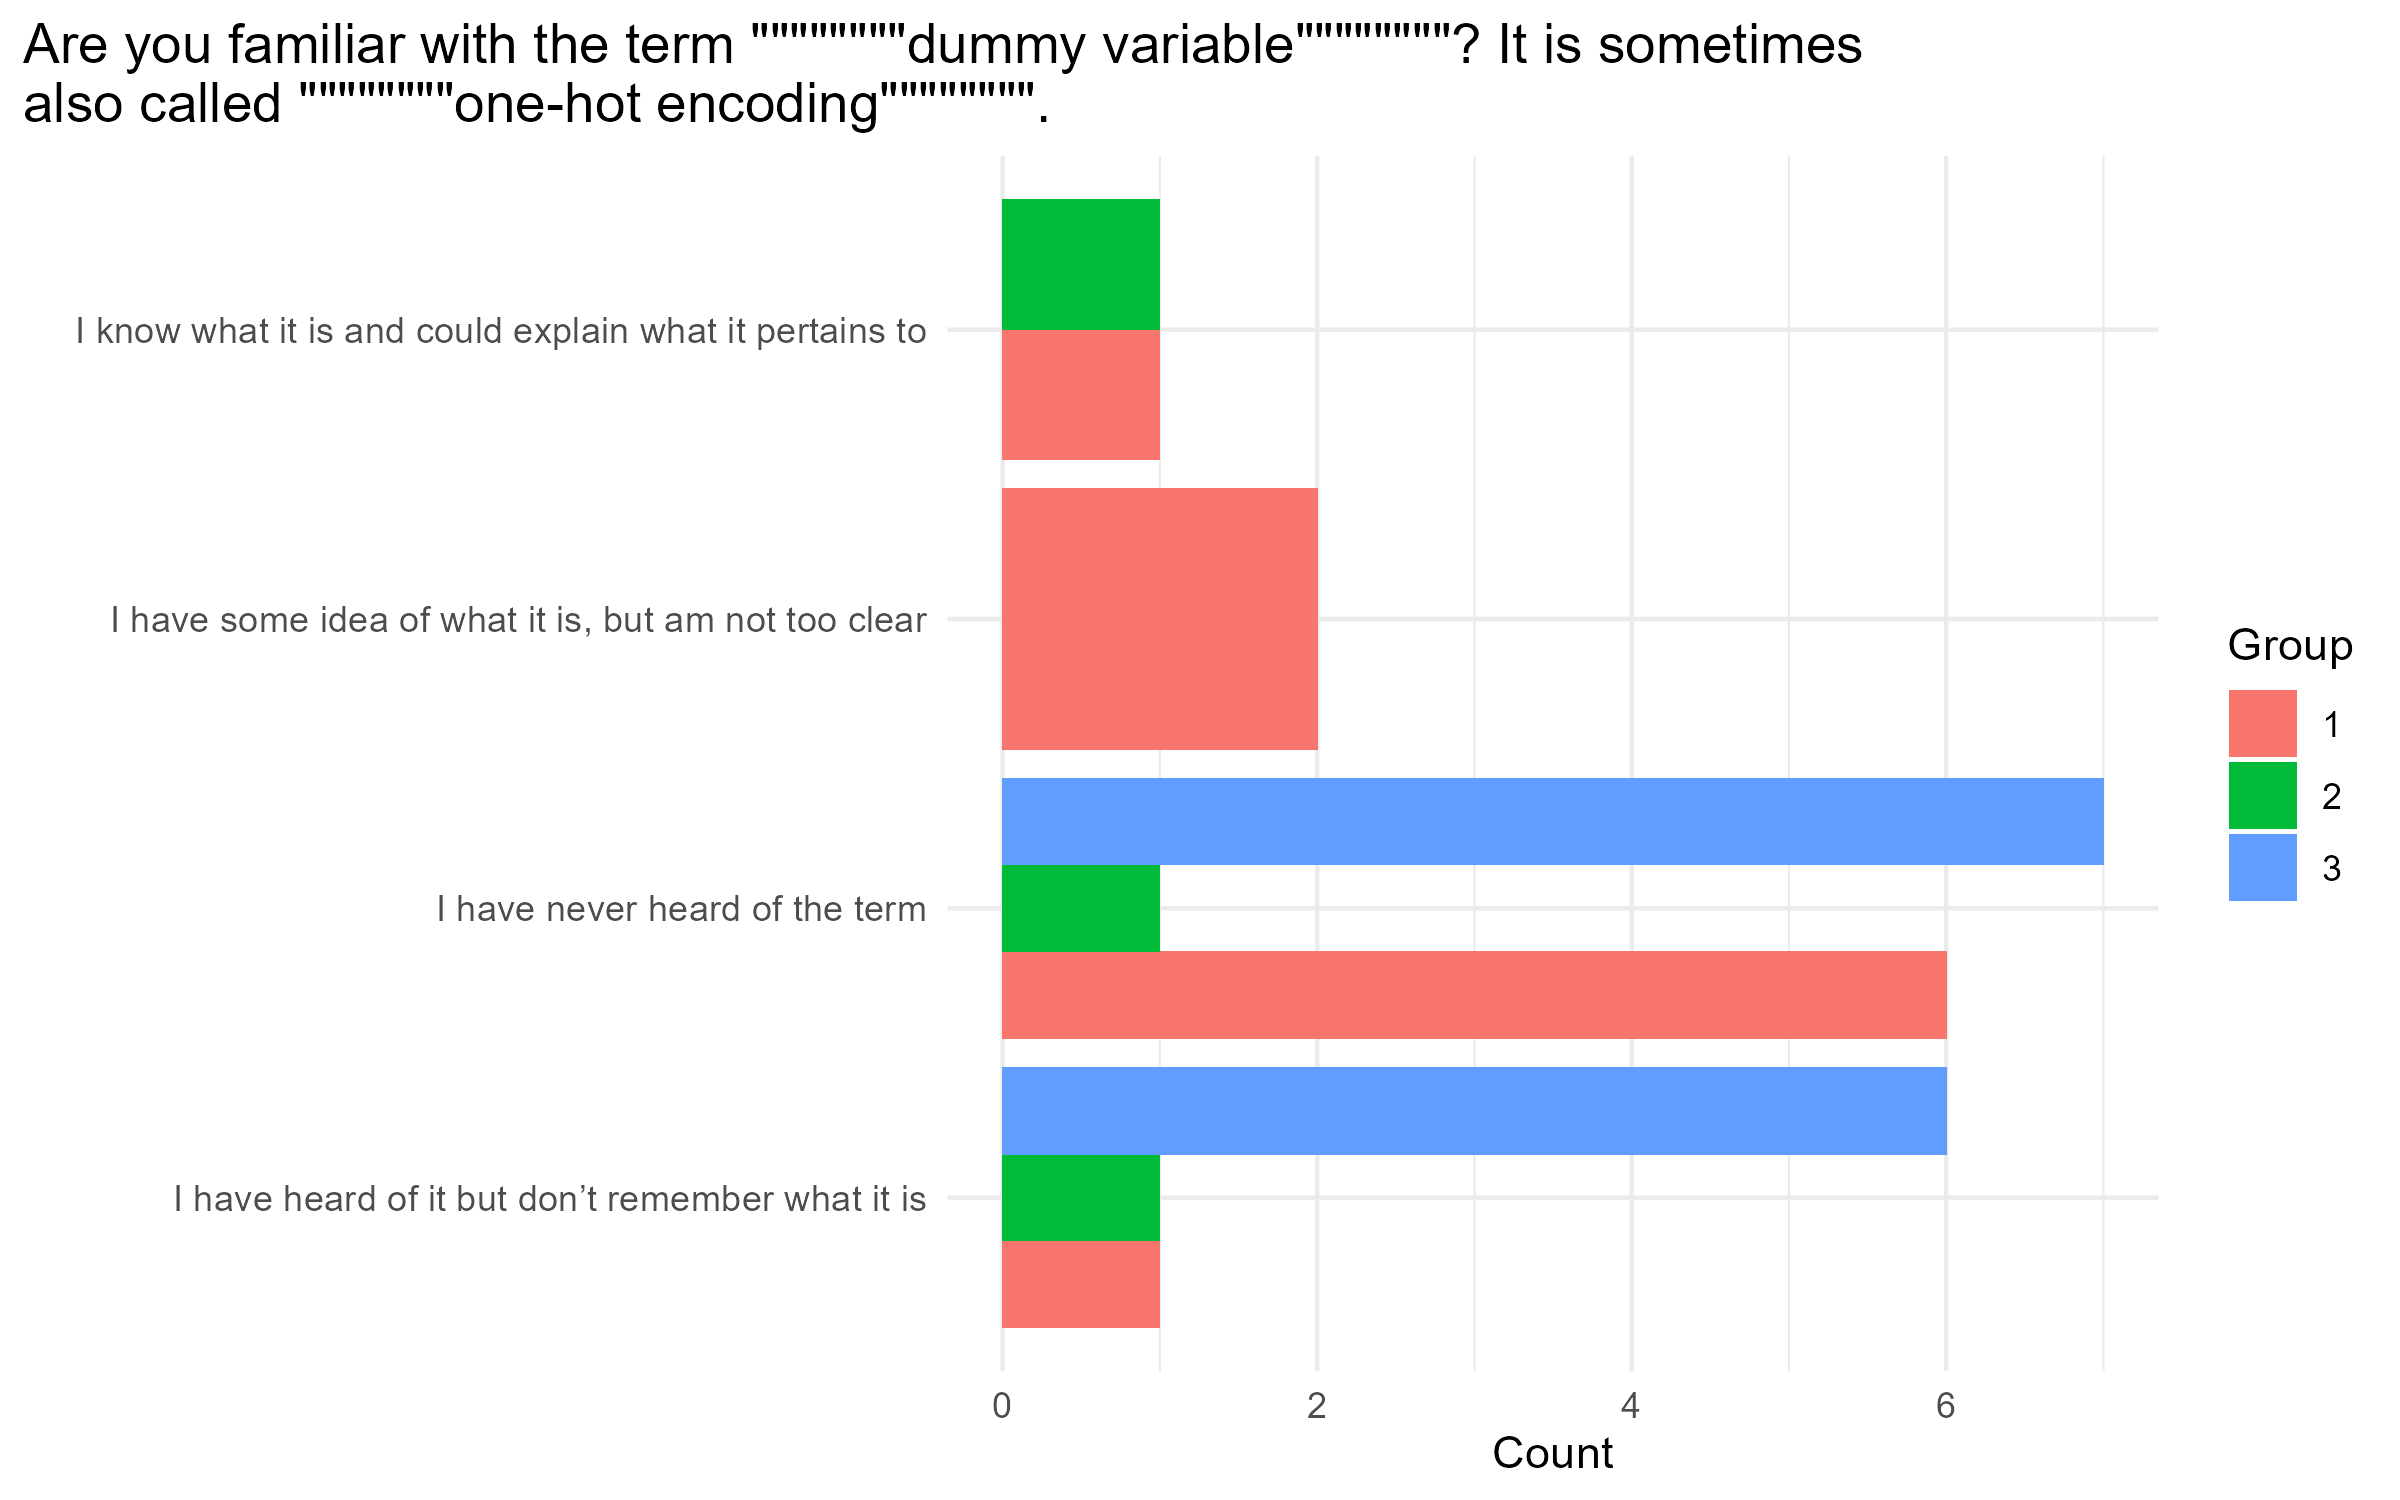 Are you familiar with the term """"""""dummy variable""""""""? It is sometimes
also called """"""""one-hot encoding"""""""".
I know what it is and could explain what it pertains to
I have some idea of what it is, but am not too clear
I have never heard of the term
I have heard of it but don’t remember what it is
0 2 4 6
Count
Group
1
2
3